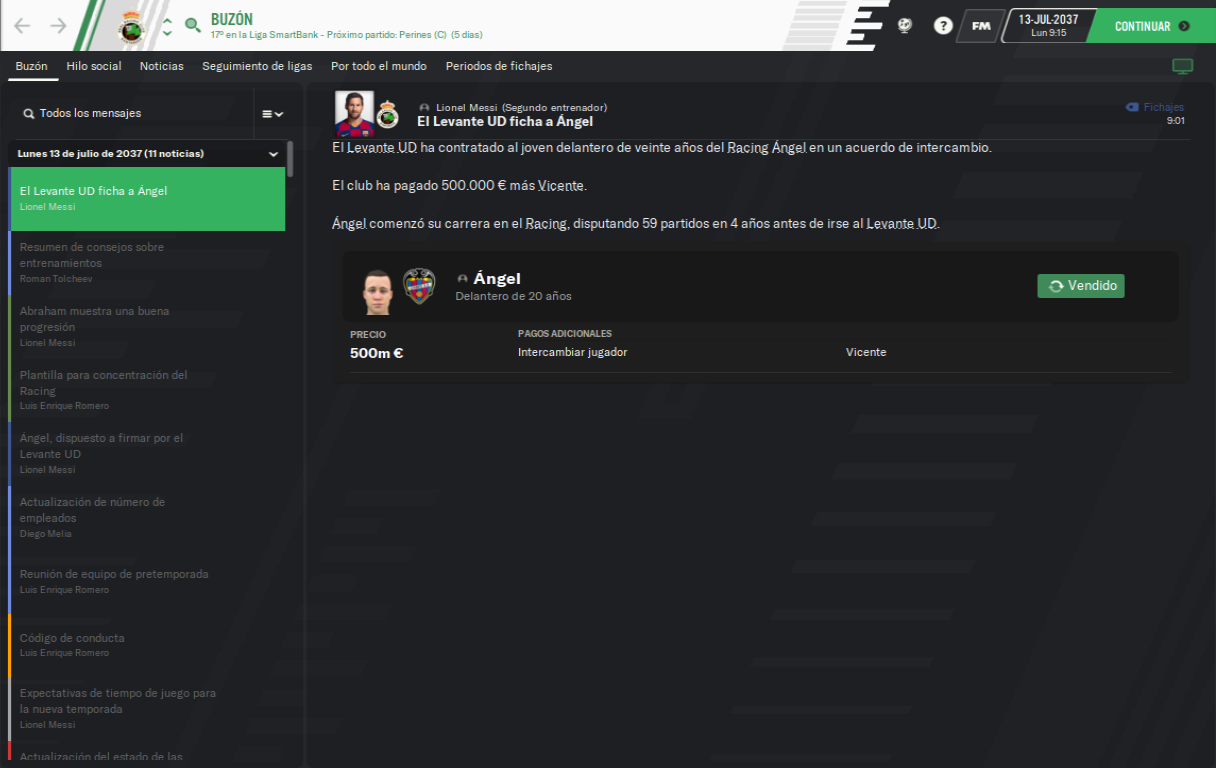 BUZÓN
17º en la Liga SmartBank - Próximo partido: Perines (C) (5 días)
?
FM
13-JUL-2037
Lun 9:15
CONTINUAR
Buzón
Hilo social
Noticias
Seguimiento de ligas
Por todo el mundo
Periodos de fichajes
Todos los mensajes
Lunes 13 de julio de 2037 (11 noticias)
El Levante UD ficha a Ángel
Lionel Messi
Resumen de consejos sobre
entrenamientos
Roman Tolcheev
Abraham muestra una buena
progresión
Lionel Messi
Plantilla para concentración del
Racing
Luis Enrique Romero
Ángel, dispuesto a firmar por el
Levante UD
Lionel Messi
Actualización de número de
empleados
Diego Melia
Reunión de equipo de pretemporada
Luis Enrique Romero
Código de conducta
Luis Enrique Romero
Expectativas de tiempo de juego para
la nueva temporada
Lionel Messi
Actualización del estado de las
Lionel Messi (Segundo entrenador)
El Levante UD ficha a Ángel
Fichajes
9:01
El Levante UD ha contratado al joven delantero de veinte años del Racing Ángel en un acuerdo de intercambio.
El club ha pagado 500.000 € más Vicente.
Ángel comenzó su carrera en el Racing, disputando 59 partidos en 4 años antes de irse al Levante UD.
Ángel
Delantero de 20 años
Vendido
PRECIO
PAGOS ADICIONALES
500m €
Intercambiar jugador
Vicente